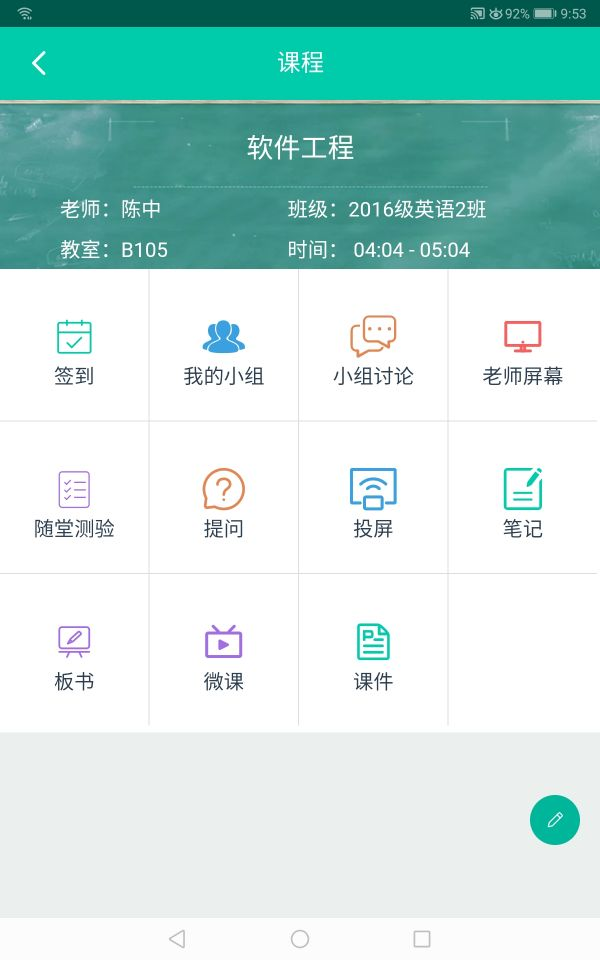 92% 9:53
课程
软件工程
老师：陈中 班级：2016级英语2班
教室：B105 时间： 04:04 - 05:04
签到 我的小组 小组讨论 老师屏幕
随堂测验 提问 投屏 笔记
板书 微课 课件